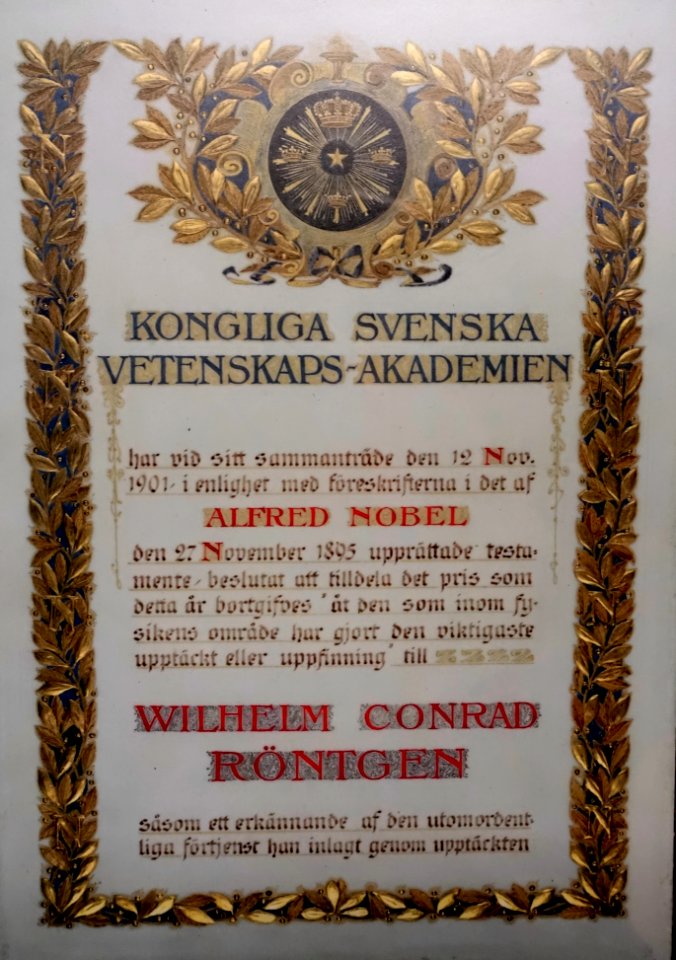 KONGLIGA SVENSKA
VETENSKAPS-AKADEMIEN
har vid sitt sammanträde den 12 Nov.
1901, i enlighet med föreskrifterna i det af
ALFRED NOBEL
den 27 November 1895 upprättade testa-
mente, beslutat att tilldela det pris som
detta år bortgifves "åt den som inom fy-
sikens område har gjort den viktigaste
upptäckt eller uppfinning" till
WILHELM CONRAD
RÖNTGEN
såsom ett erkännande af den utomordent-
liga förtjenst han inlagt genom upptäckten